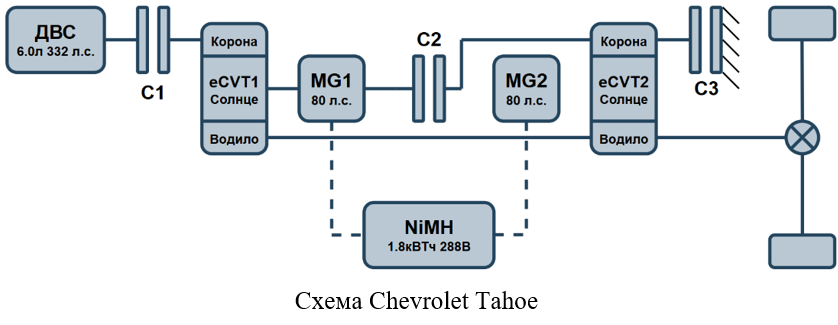 ДВС
6.0л 332 л.с.
C1
Корона
eCVT1
Солнце
Водило
MG1
80 л.с.
C2
MG2
80 л.с.
Корона
eCVT2
Солнце
Водило
C3
NiMH
1.8кВТч 288В
Схема Chevrolet Tahoe